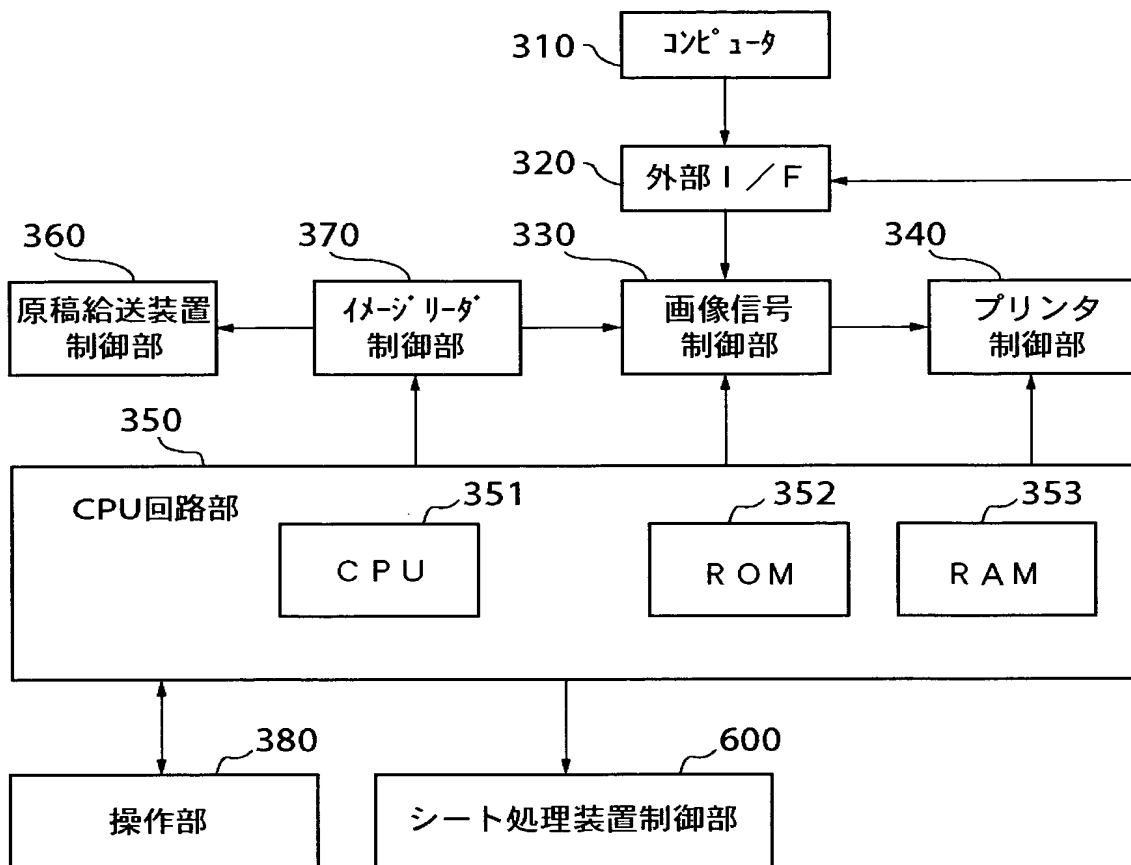 310
コンピュータ
320
外部I/F
360
370
330
340
原稿給送装置
制御部
イメージリーダ
制御部
画像信号
制御部
プリンタ
制御部
350
CPU回路部
351
CPU
352
ROM
353
RAM
380
操作部
600
シート処理装置制御部